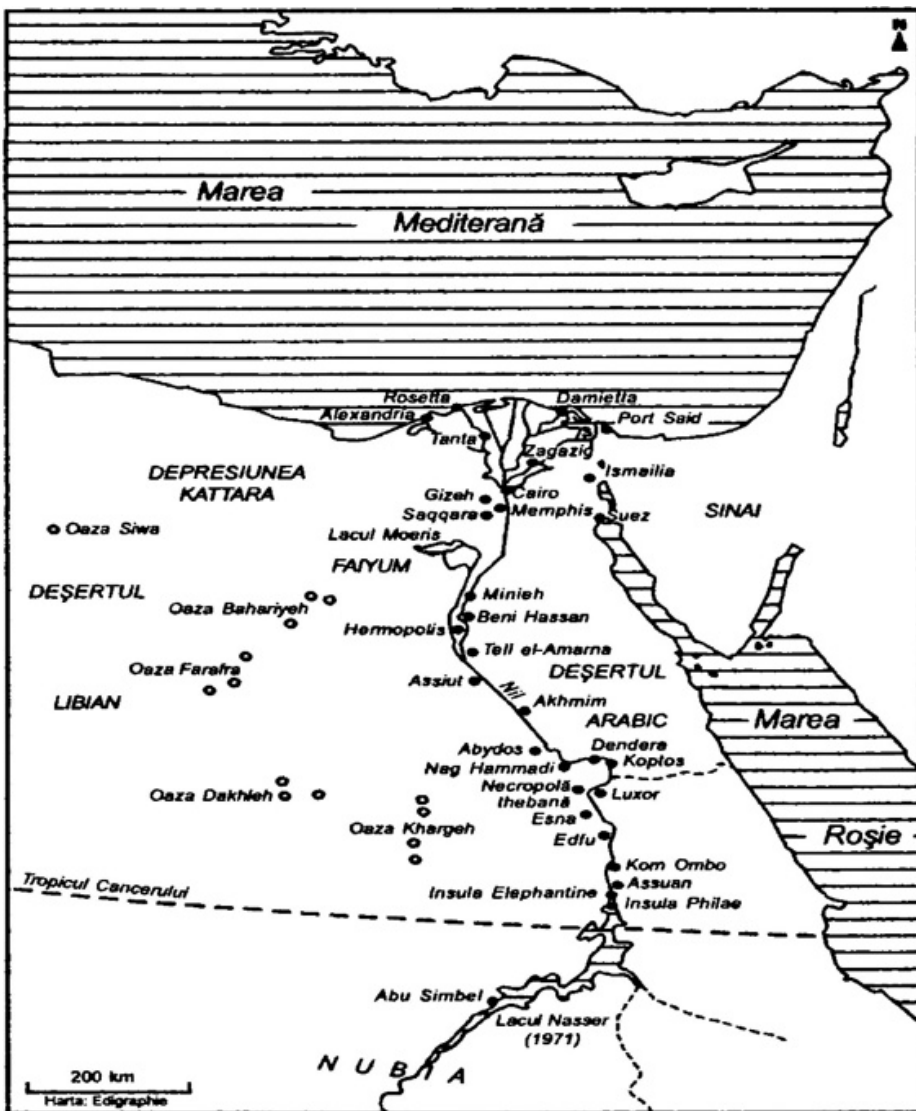 N
Marea
Mediterană
Rosetta
Damietta
Alexandria
Port Said
Tanta
Zagazig
DEPRESIUNEA
KATTARA
Ismailia
Gizeh
Cairo
Saqqara
Memphis
Suez
SINAI
Oaza Siwa
Lacul Moeris
FAIYUM
DEŞERTUL
Minieh
Oaza Bahariyeh
Beni Hassan
Hermopolis
Tell el-Amarna
Oaza Farafra
DEŞERTUL
Assiut
LIBIAN
Nil
Akhmim
ARABIC
Marea
Abydos
Dendera
Nag Hammadi
Koptos
Necropolă
thebană
Luxor
Oaza Dakhleh
Esna
Oaza Khargeh
Edfu
Roşie
Kom Ombo
Tropicul Cancerului
Assuan
Insula Elephantine
Insula Philae
Abu Simbel
Lacul Nasser
(1971)
NUBIA
200 km
Harta: Edigraphie